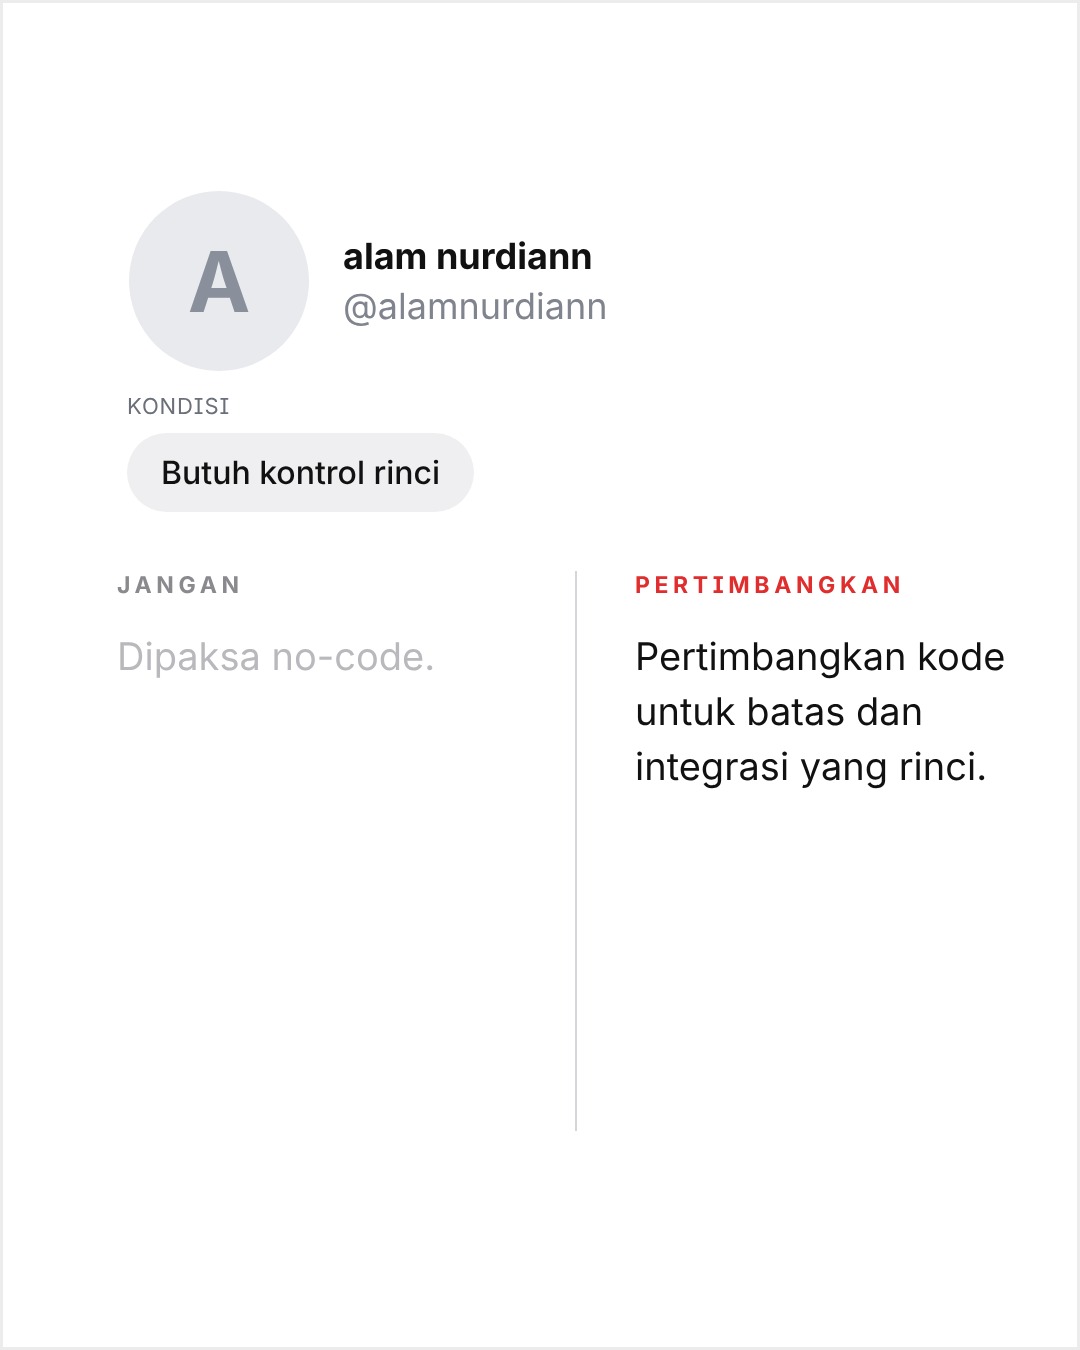 A
alam nurdiann
@alamnurdiann
KONDISI
Butuh kontrol rinci
JANGAN
Dipaksa no-code.
PERTIMBANGKAN
Pertimbangkan kode
untuk batas dan
integrasi yang rinci.